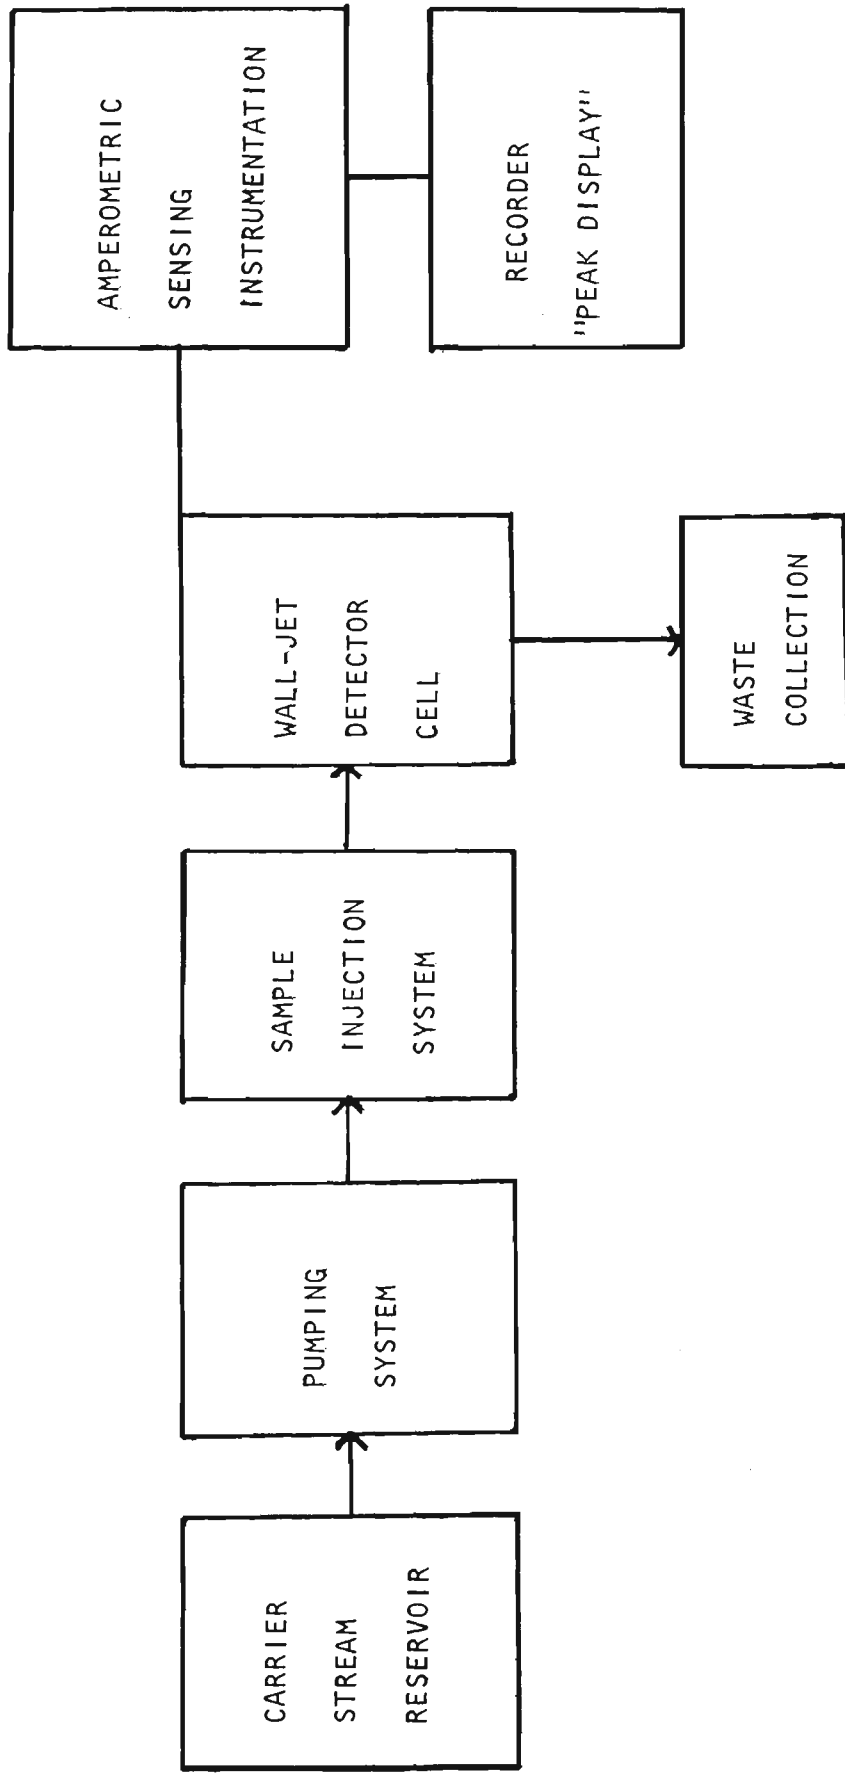 CARRIER
STREAM
RESERVOIR
PUMPING
SYSTEM
SAMPLE
INJECTION
SYSTEM
WALL-JET
DETECTOR
CELL
WASTE
COLLECTION
AMPEROMETRIC
SENSING
INSTRUMENTATION
RECORDER
"PEAK DISPLAY"